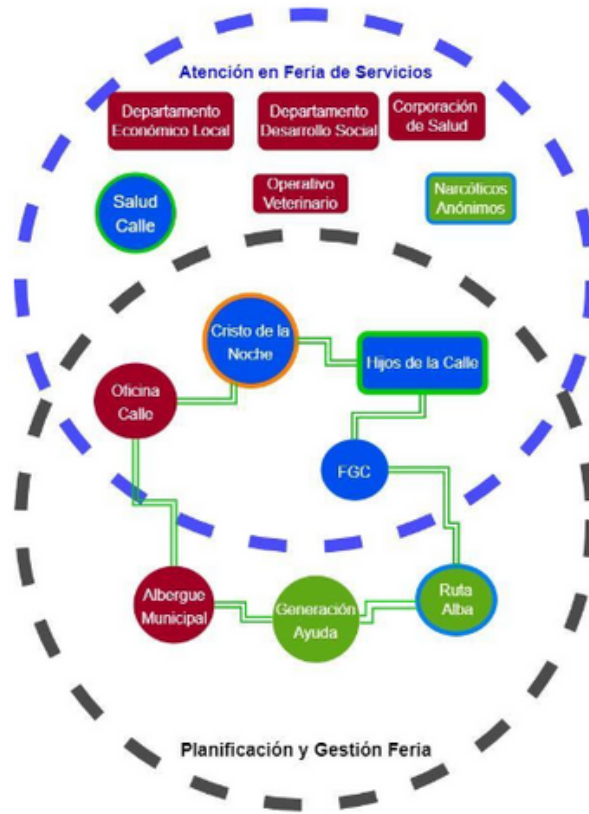 Atención en Feria de Servicios
Departamento
Económico Local
Departamento
Desarrollo Social
Corporación
de Salud
Salud
Calle
Operativo
Veterinario
Narcóticos
Anónimos
Cristo de la
Noche
Hijos de la Calle
Oficina
Calle
FGC
Albergue
Municipal
Generación
Ayuda
Ruta
Alba
Planificación y Gestión Feria